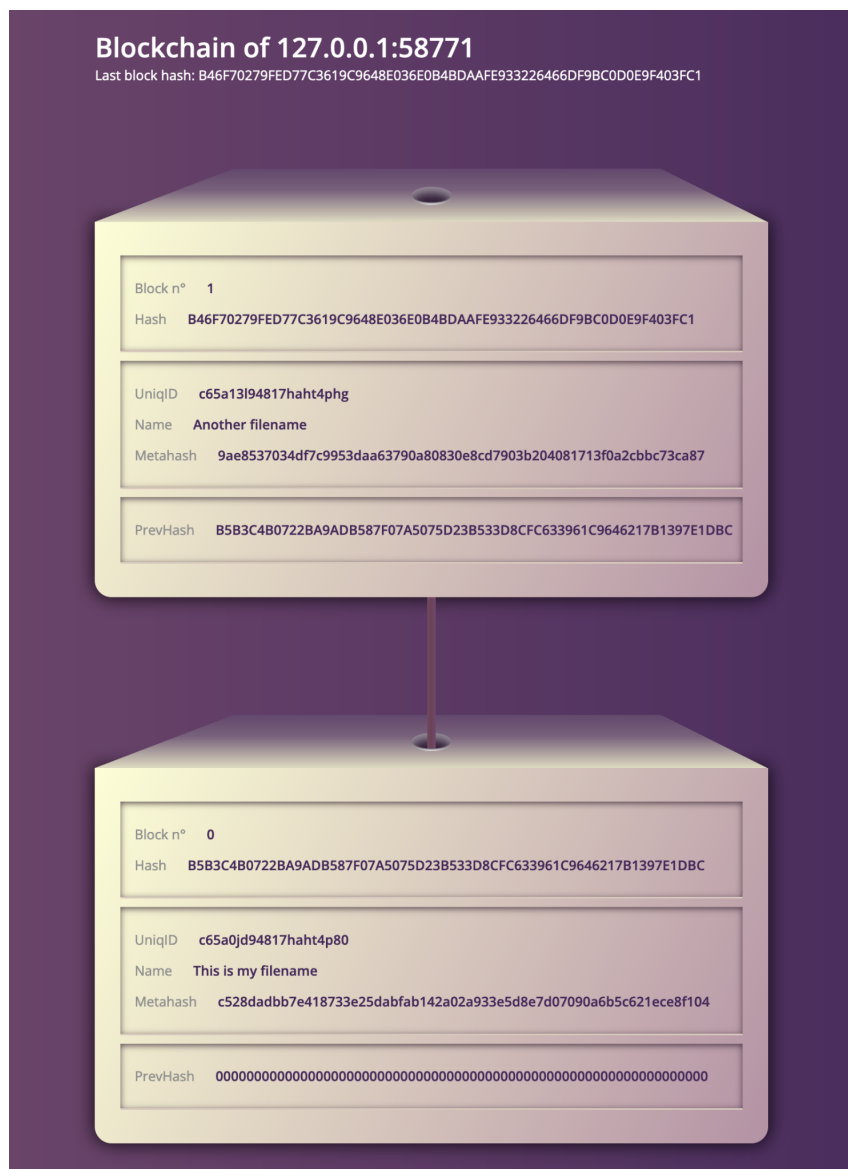 Blockchain of 127.0.0.1:58771
Last block hash: B46F70279FED77C3619C9648E036E0B4BDAAFE933226466DF9BC0D0E9F403FC1
Block n° 1
Hash B46F70279FED77C3619C9648E036E0B4BDAAFE933226466DF9BC0D0E9F403FC1
UniqID c65a13l94817haht4phg
Name Another filename
Metahash 9ae8537034df7c9953daa63790a80830e8cd7903b204081713f0a2cbbc73ca87
PrevHash B5B3C4B0722BA9ADB587F07A5075D23B533D8CFC633961C9646217B1397E1DBC
Block n° 0
Hash B5B3C4B0722BA9ADB587F07A5075D23B533D8CFC633961C9646217B1397E1DBC
UniqID c65a0jd94817haht4p80
Name This is my filename
Metahash c528dadbb7e418733e25dabfab142a02a933e5d8e7d07090a6b5c621ece8f104
PrevHash 0000000000000000000000000000000000000000000000000000000000000000